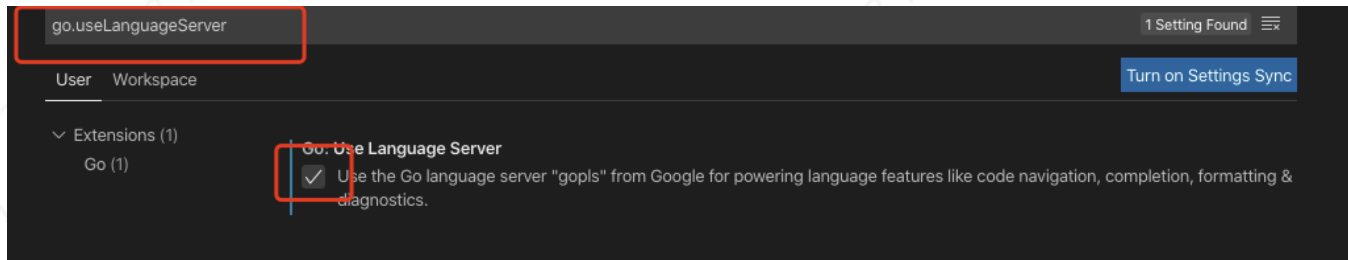 go.useLanguageServer
1 Setting Found
User Workspace
Turn on Settings Sync
Extensions (1)
Go (1)
Go: Use Language Server
Use the Go language server "gopls" from Google for powering language features like code navigation, completion, formatting &
diagnostics.